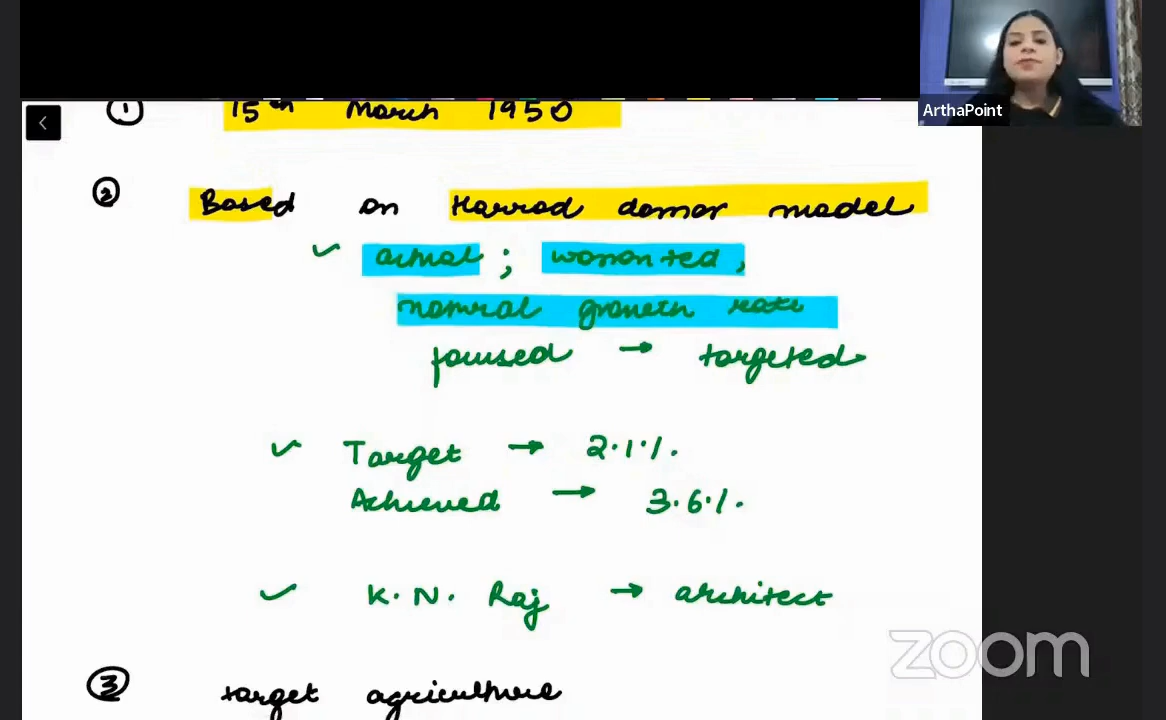 ArthaPoint
① 15th March 1950
② Based on Harrod domar model
✓ actual ; warranted,
natural growth rate
focused → targeted
✓ Target → 2.1%.
Achieved → 3.6%.
✓ K. N. Raj → architect
③ target agriculture
zoom